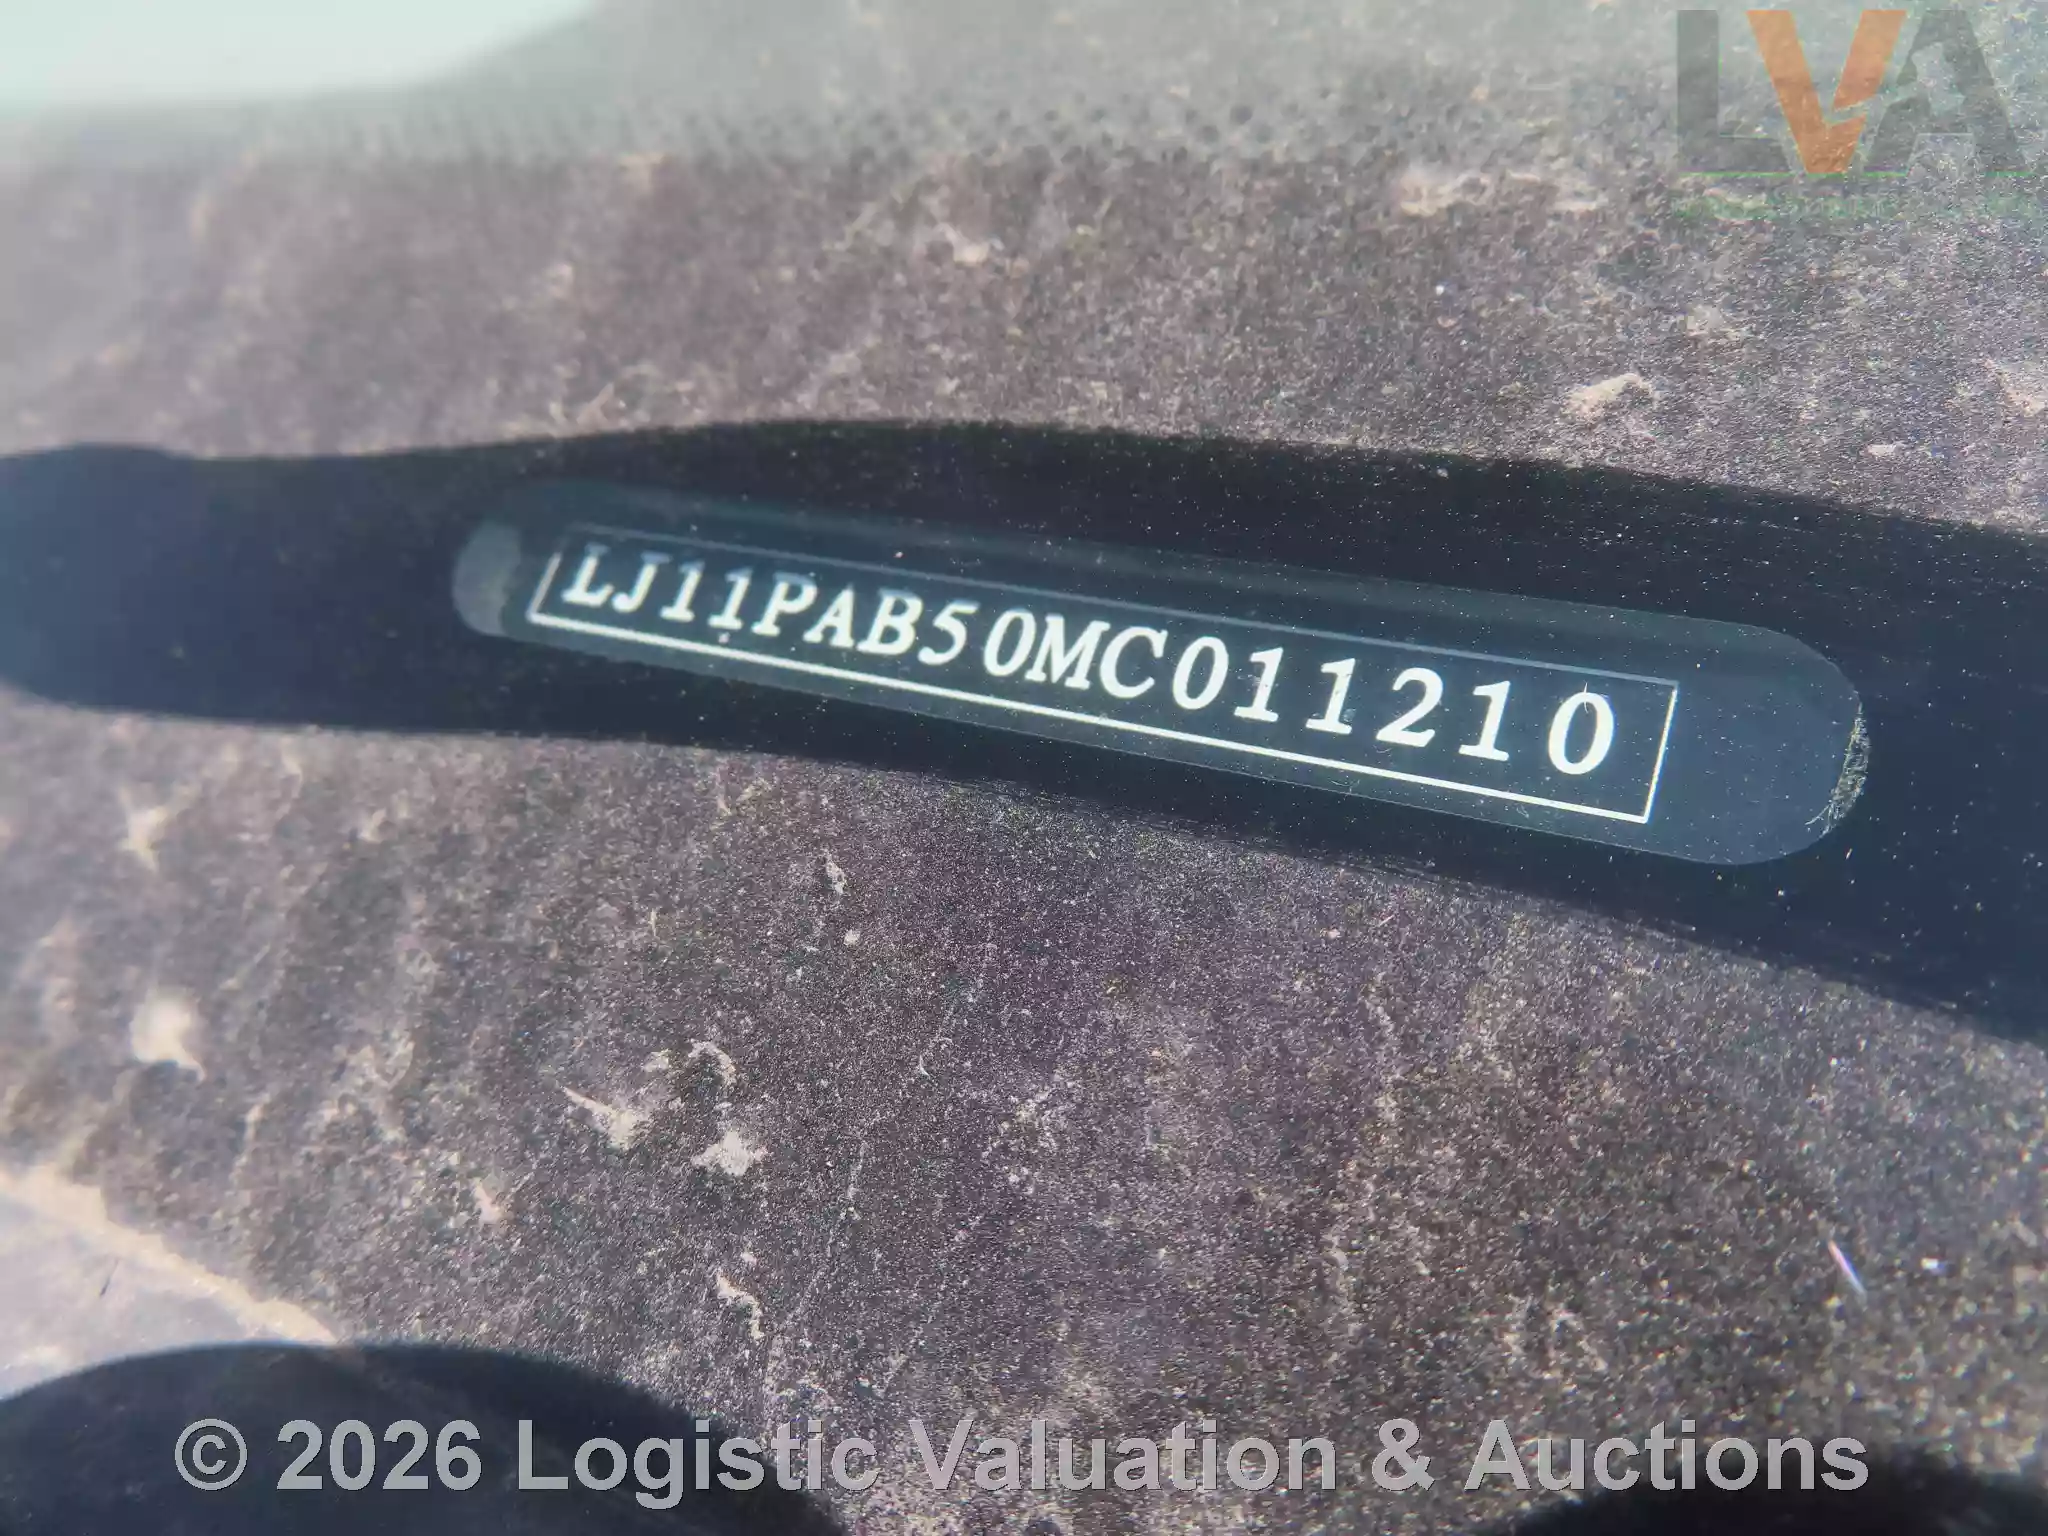 LVA
LJ11PAB50MC011210
© 2026 Logistic Valuation & Auctions